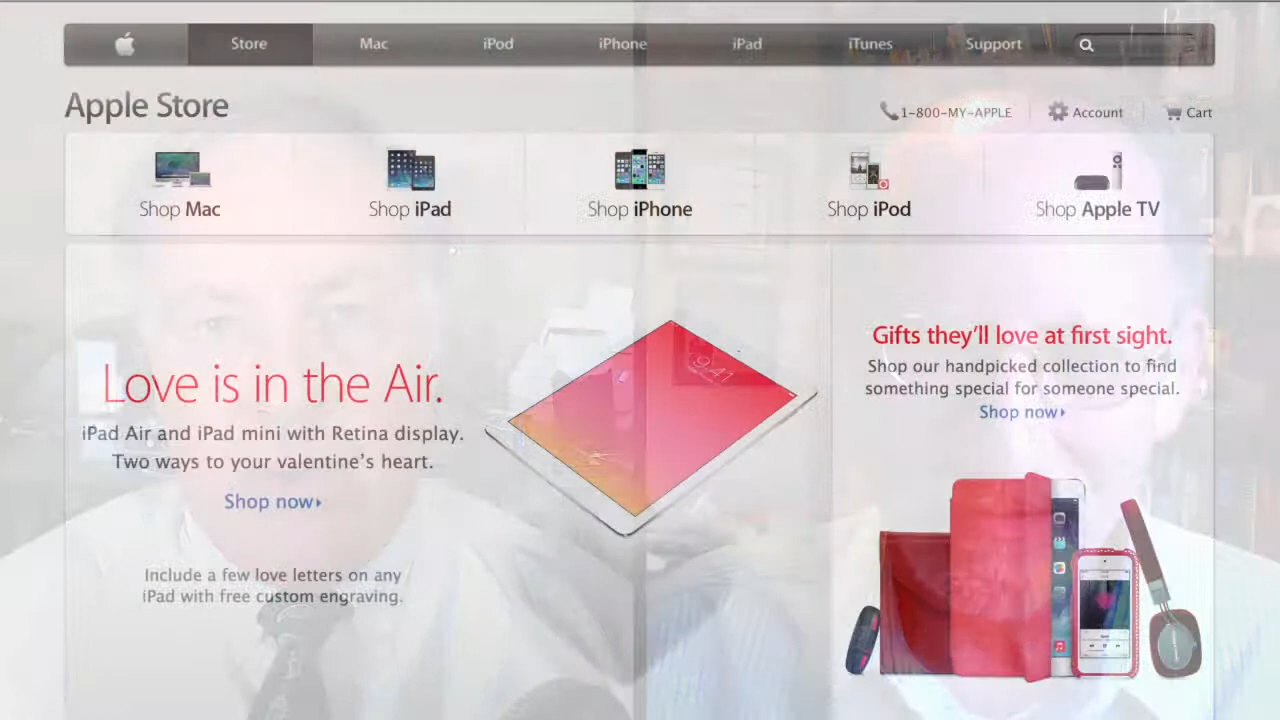 Store Mac iPod iPhone iPad iTunes Support
Apple Store
1-800-MY-APPLE Account Cart
Shop Mac Shop iPad Shop iPhone Shop iPod Shop Apple TV
Love is in the Air.
iPad Air and iPad mini with Retina display.
Two ways to your valentine's heart.
Shop now
Include a few love letters on any
iPad with free custom engraving.
9:41
Gifts they'll love at first sight.
Shop our handpicked collection to find
something special for someone special.
Shop now